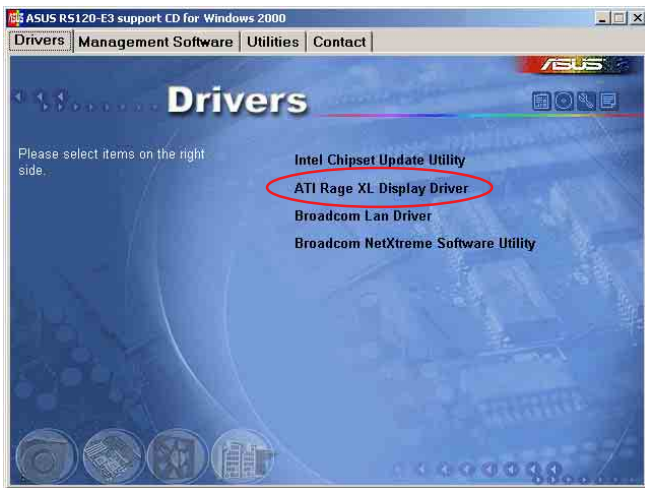 ASUS RS120-E3 support CD for Windows 2000
Drivers Management Software Utilities Contact
ASUS
Drivers
Please select items on the right
side.
Intel Chipset Update Utility
ATI Rage XL Display Driver
Broadcom Lan Driver
Broadcom NetXtreme Software Utility